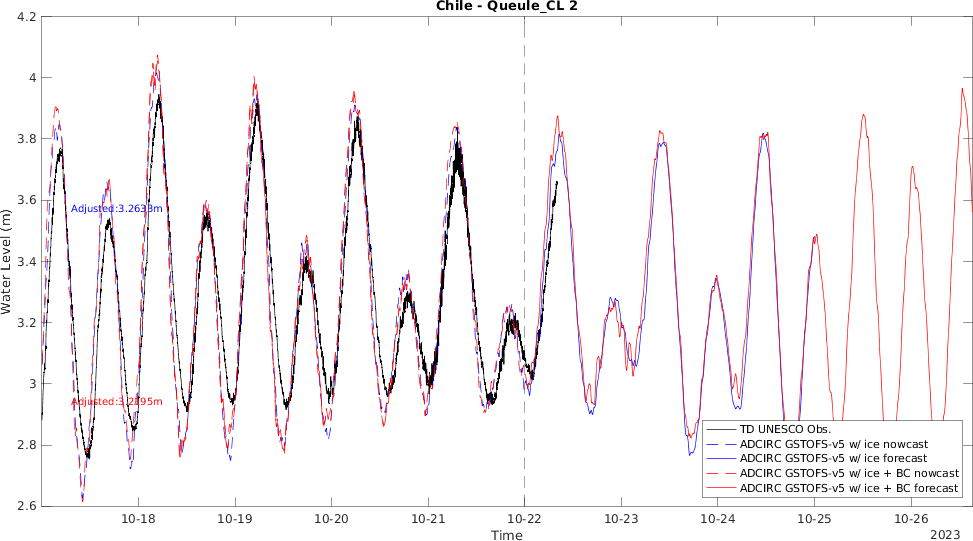 Chile - Queule_CL 2
Water Level (m)
4.2
4
3.8
3.6
3.4
3.2
3
2.8
2.6
Adjusted:3.2633m
TD UNESCO Obs.
ADCIRC GSTOFS-v5 w/ ice nowcast
ADCIRC GSTOFS-v5 w/ ice forecast
ADCIRC GSTOFS-v5 w/ ice + BC nowcast
ADCIRC GSTOFS-v5 w/ ice + BC forecast
10-18
10-19
10-20
10-21
10-22
10-23
10-24
10-25
10-26
Time
2023